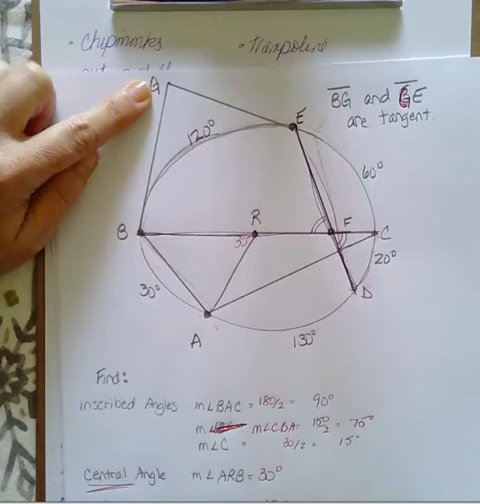 • Chipmunks • Trampoline
G
E
BG and GE
are tangent.
120°
60°
B
R
F
C
30°
20°
30°
D
A
130°
Find:
inscribed Angles m∠BAC = 180/2 = 90°
m m∠CBA = 150/2 = 75°
m∠C = 30/2 = 15°
Central Angle m∠ARB = 30°